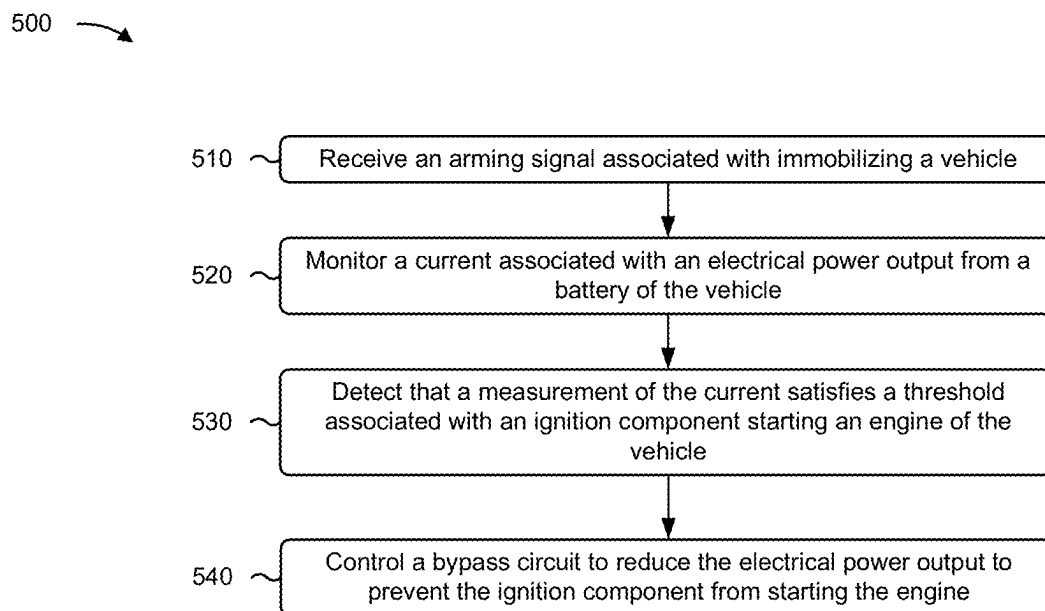 500
510
Receive an arming signal associated with immobilizing a vehicle
520
Monitor a current associated with an electrical power output from a
battery of the vehicle
530
Detect that a measurement of the current satisfies a threshold
associated with an ignition component starting an engine of the
vehicle
540
Control a bypass circuit to reduce the electrical power output to
prevent the ignition component from starting the engine